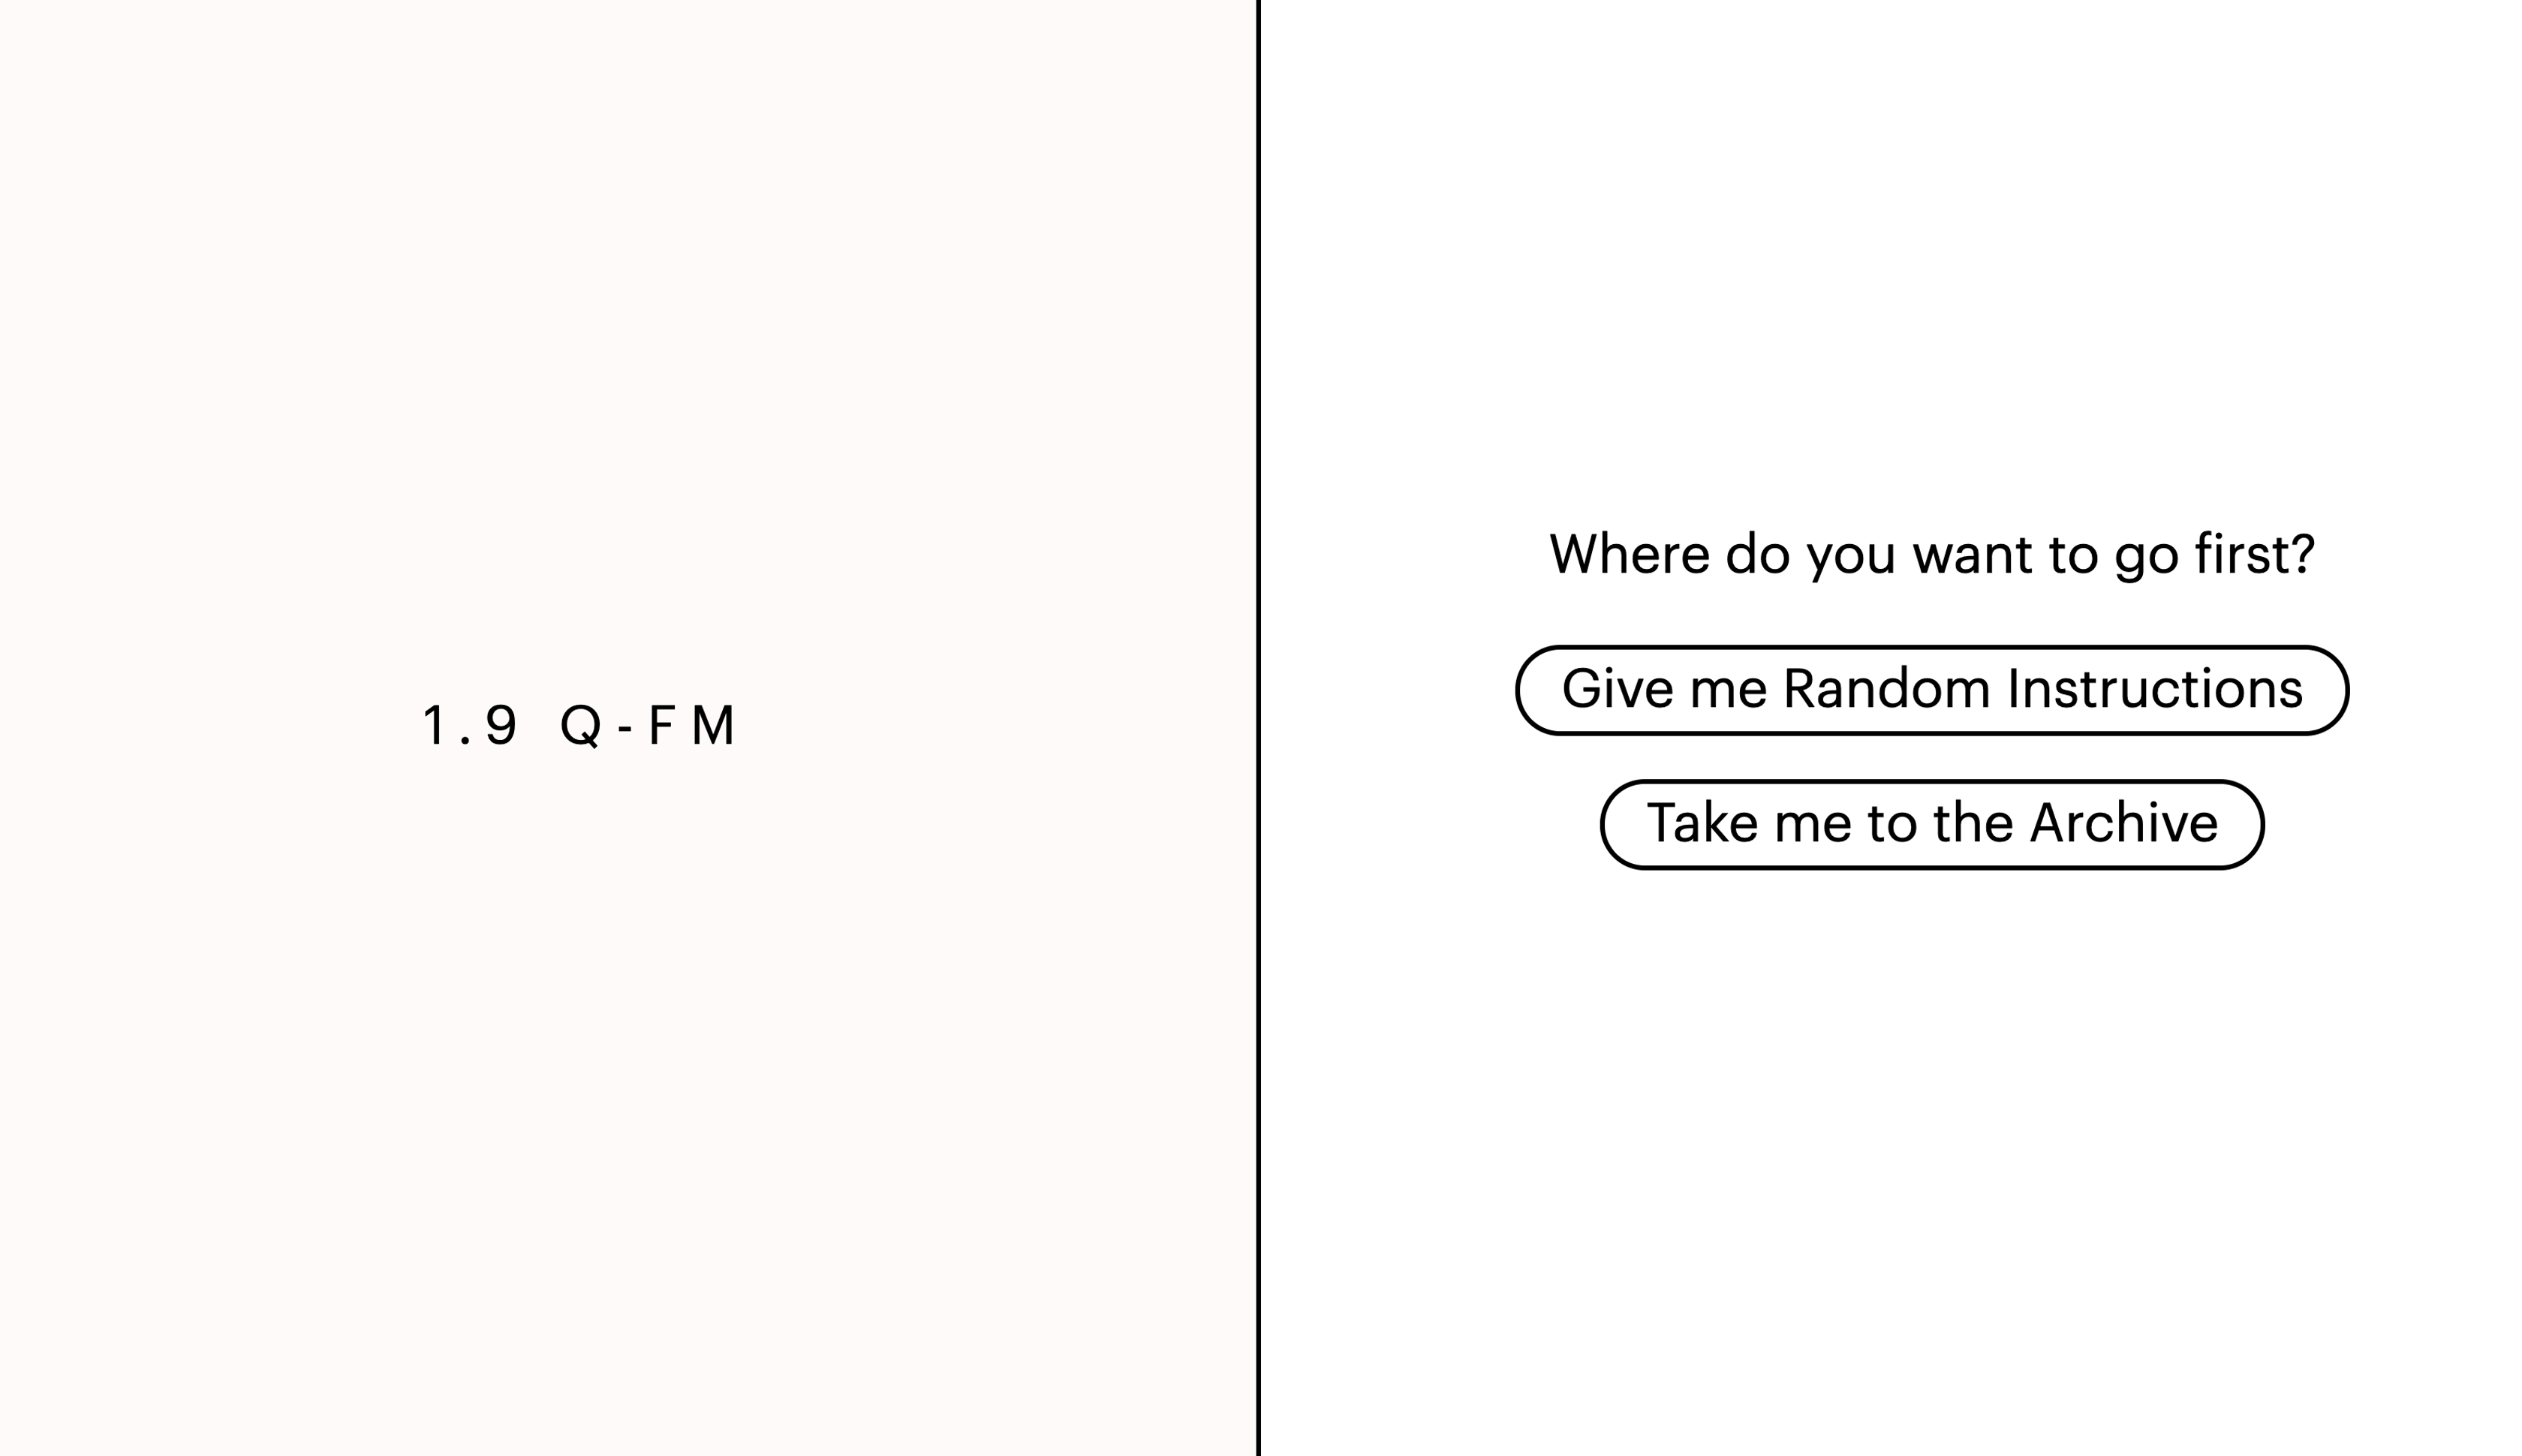 1.9 Q-FM
Where do you want to go first?
Give me Random Instructions
Take me to the Archive